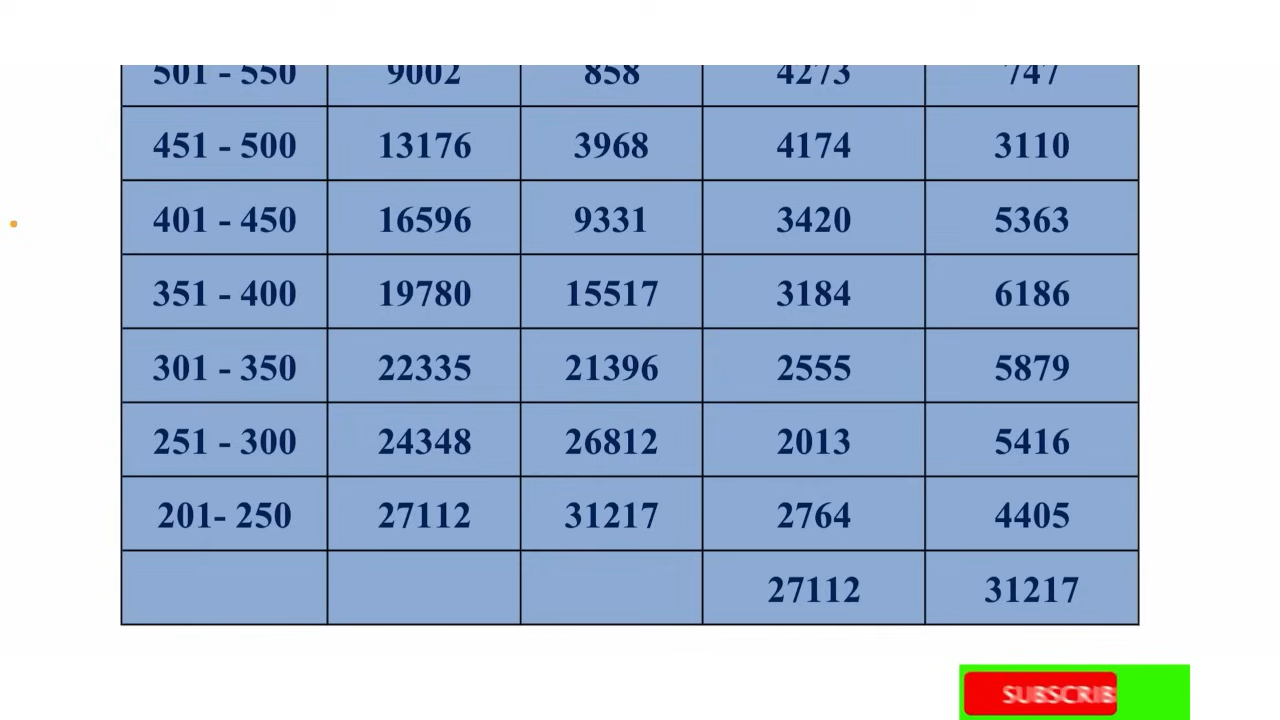 501 - 550 9002 858 4273 747
451 - 500 13176 3968 4174 3110
401 - 450 16596 9331 3420 5363
351 - 400 19780 15517 3184 6186
301 - 350 22335 21396 2555 5879
251 - 300 24348 26812 2013 5416
201- 250 27112 31217 2764 4405
27112 31217
SUBSCRIB